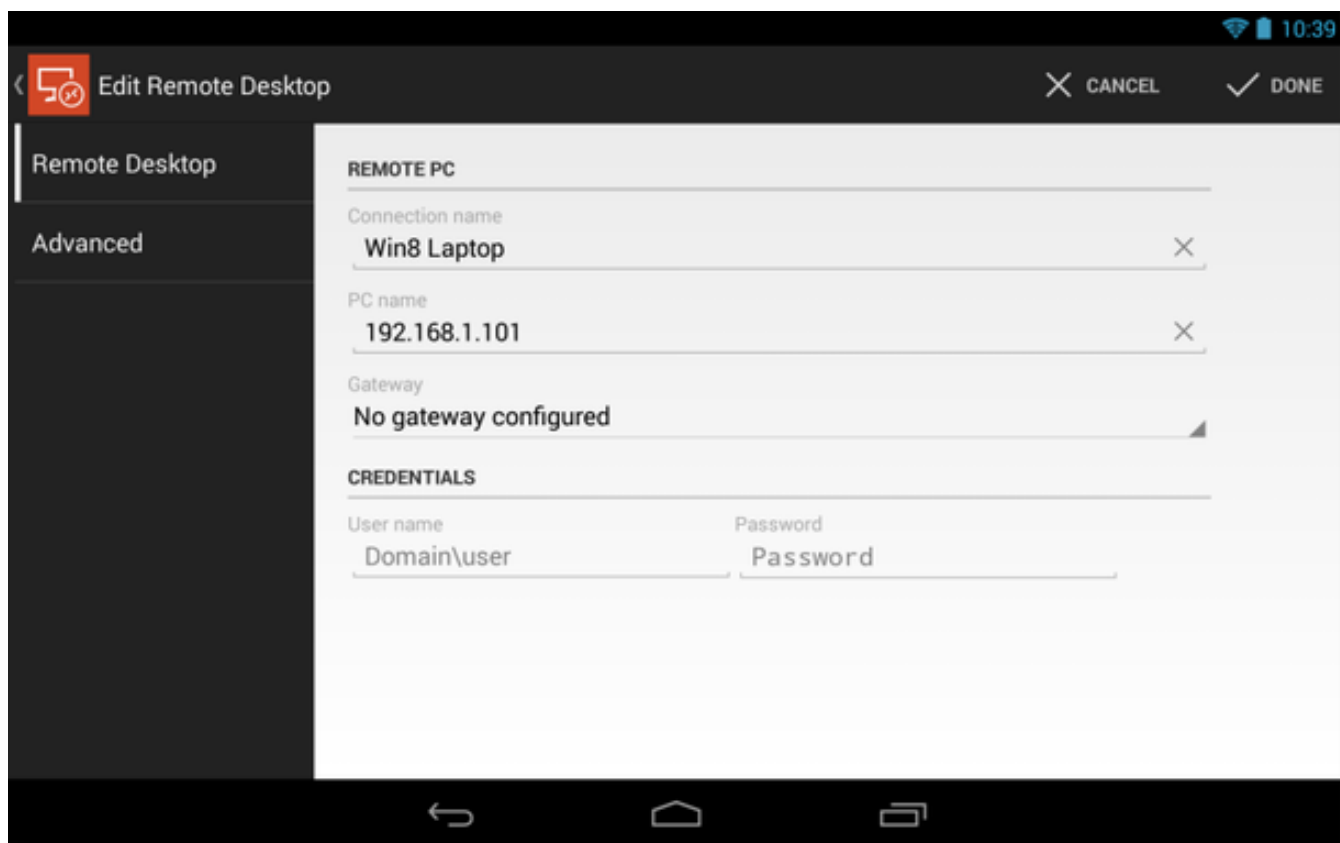 10:39
Edit Remote Desktop
CANCEL
DONE
Remote Desktop
Advanced
REMOTE PC
Connection name
Win8 Laptop
PC name
192.168.1.101
Gateway
No gateway configured
CREDENTIALS
User name Password
Domain\user Password